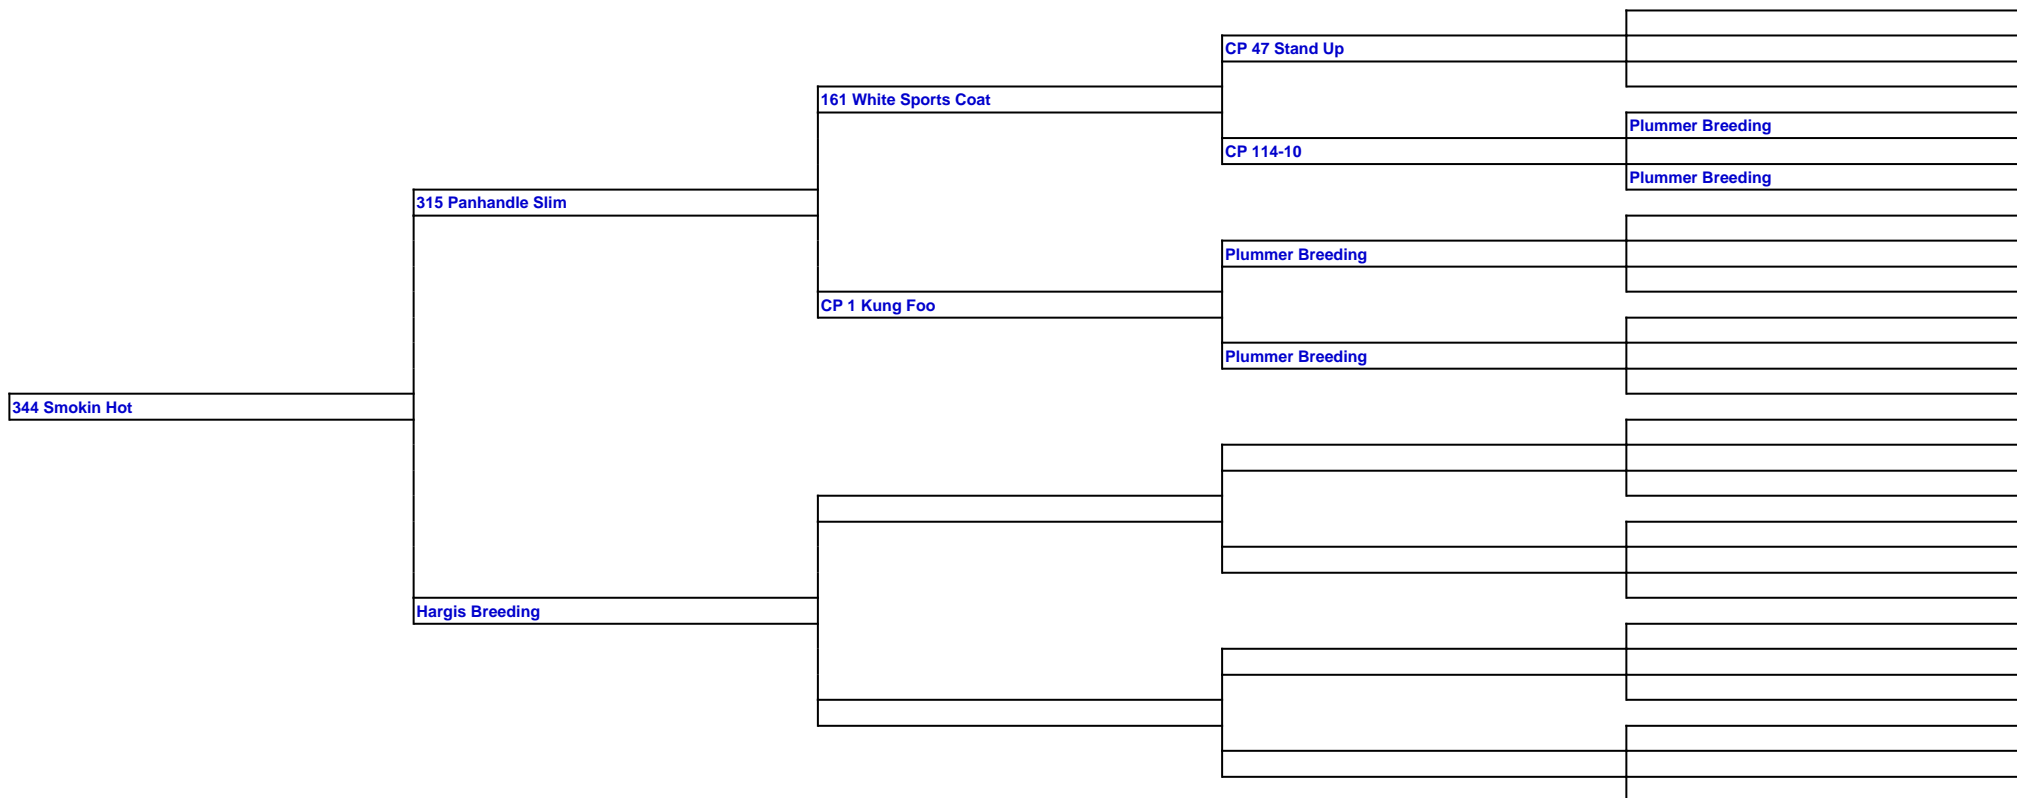 CP 47 Stand Up
161 White Sports Coat
Plummer Breeding
CP 114-10
Plummer Breeding
315 Panhandle Slim
Plummer Breeding
CP 1 Kung Foo
Plummer Breeding
344 Smokin Hot
Hargis Breeding